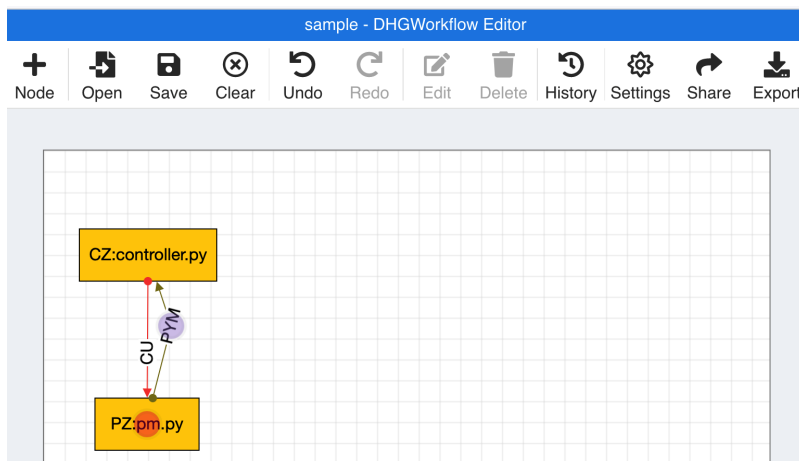 sample - DHGWorkflow Editor
Node Open Save Clear Undo Redo Edit Delete History Settings Share Export
CZ:controller.py
PYM
CU
PZ:pm.py